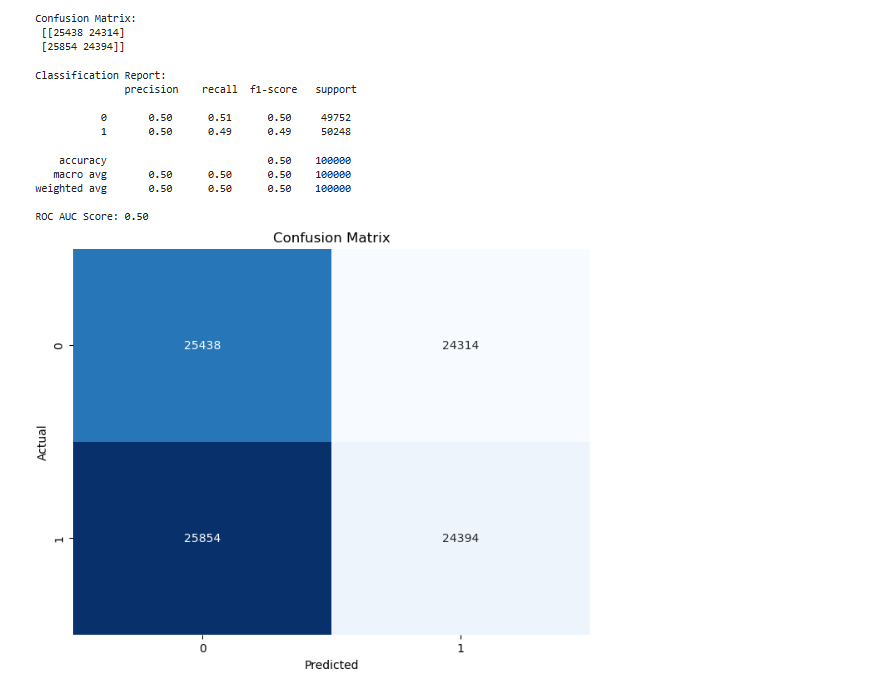 Confusion Matrix:
[[25438 24314]
[25854 24394]]
Classification Report:
precision recall f1-score support
0 0.50 0.51 0.50 49752
1 0.50 0.49 0.49 50248
accuracy 0.50 100000
macro avg 0.50 0.50 0.50 100000
weighted avg 0.50 0.50 0.50 100000
ROC AUC Score: 0.50
Confusion Matrix
0
25438 24314
Actual
1
25854 24394
0 1
Predicted